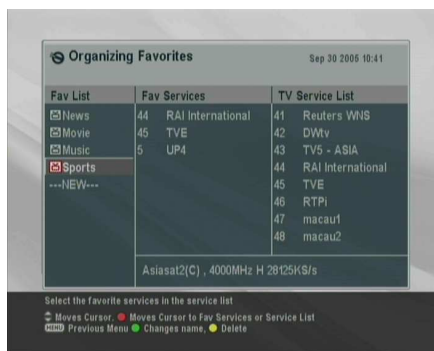 Organizing Favorites
Sep 30 2006 10:41
Fav List
Fav Services
TV Service List
News
44 RAI International
41 Reuters WNS
Movie
45 TVE
42 DWtv
Music
5 UP4
43 TV5 - ASIA
Sports
44 RAI International
---NEW---
45 TVE
46 RTPi
47 macau1
48 macau2
Asiasat2(C) , 4000MHz H 28125KS/s
Select the favorite services in the service list
Moves Cursor. Moves Cursor to Fav Services or Service List
MENU Previous Menu Changes name, Delete